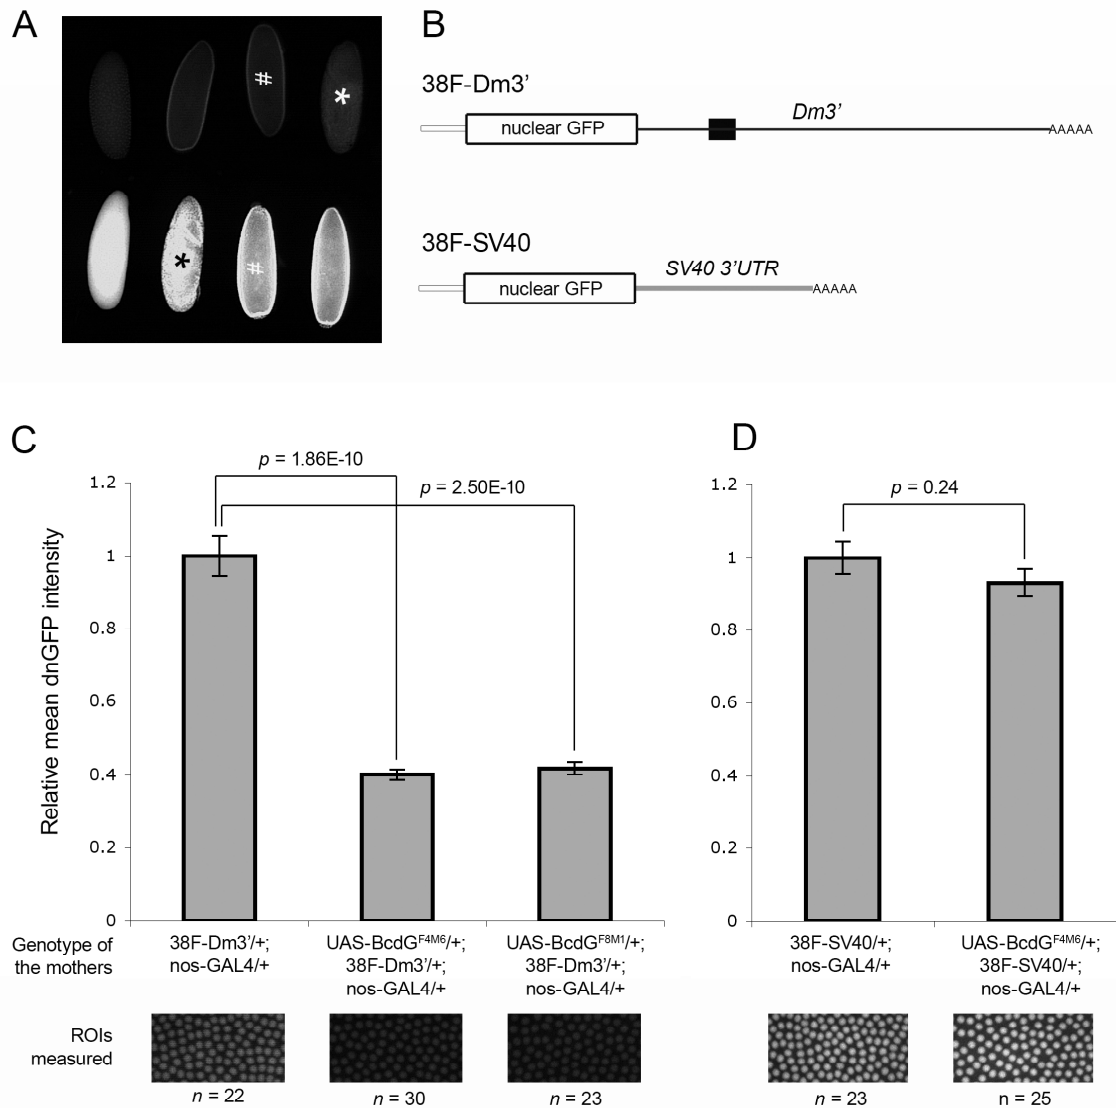 A
#
*
*
#
B
38F-Dm3'
nuclear GFP
Dm3'
AAAAA
38F-SV40
nuclear GFP
SV40 3'UTR
AAAAA
C
Relative mean dnGFP intensity
1.2
1
0.8
0.6
0.4
0.2
0
p = 1.86E-10
p = 2.50E-10
Genotype of
the mothers
38F-Dm3'/+;
nos-GAL4/+
UAS-BcdG^F4M6/+;
38F-Dm3'/+;
nos-GAL4/+
UAS-BcdG^F8M1/+;
38F-Dm3'/+;
nos-GAL4/+
ROIs
measured
n = 22
n = 30
n = 23
D
1.2
1
0.8
0.6
0.4
0.2
0
p = 0.24
38F-SV40/+;
nos-GAL4/+
UAS-BcdG^F4M6/+;
38F-SV40/+;
nos-GAL4/+
n = 23
n = 25